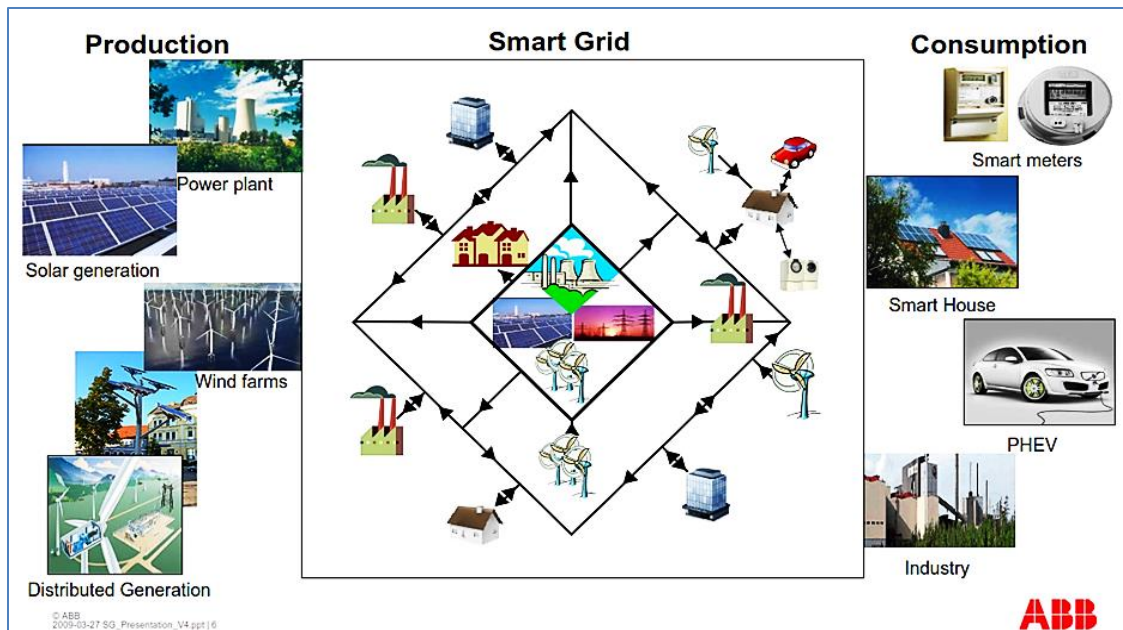 Production
Smart Grid
Consumption
Power plant
Solar generation
Wind farms
Distributed Generation
Smart meters
Smart House
PHEV
Industry
© ABB
2009-03-27 SG_Presentation_V4.ppt | 6
ABB